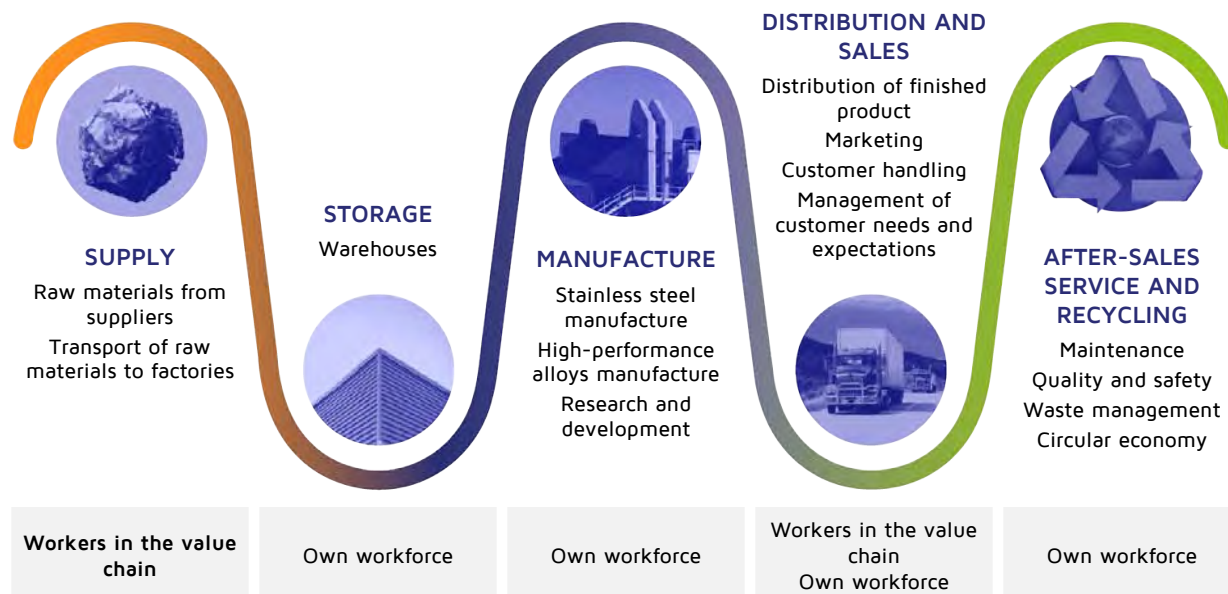 SUPPLY
Raw materials from
suppliers
Transport of raw
materials to factories
STORAGE
Warehouses
MANUFACTURE
Stainless steel
manufacture
High-performance
alloys manufacture
Research and
development
DISTRIBUTION AND
SALES
Distribution of finished
product
Marketing
Customer handling
Management of
customer needs and
expectations
AFTER-SALES
SERVICE AND
RECYCLING
Maintenance
Quality and safety
Waste management
Circular economy
Workers in the value
chain
Own workforce
Own workforce
Workers in the value
chain
Own workforce
Own workforce